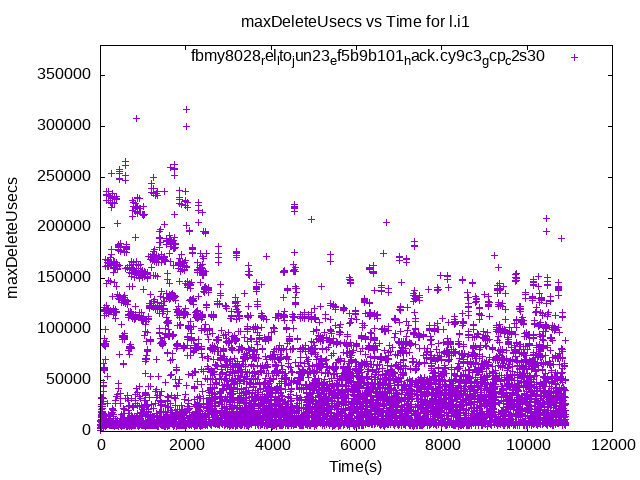 maxDeleteUsecs vs Time for l.i1
fbmy8028rel_lto_jun23_ef5b9b101_hack.cy9c3_gcp_c2s30
350000
300000
250000
200000
150000
100000
50000
0
maxDeleteUsecs
0 2000 4000 6000 8000 10000 12000
Time(s)